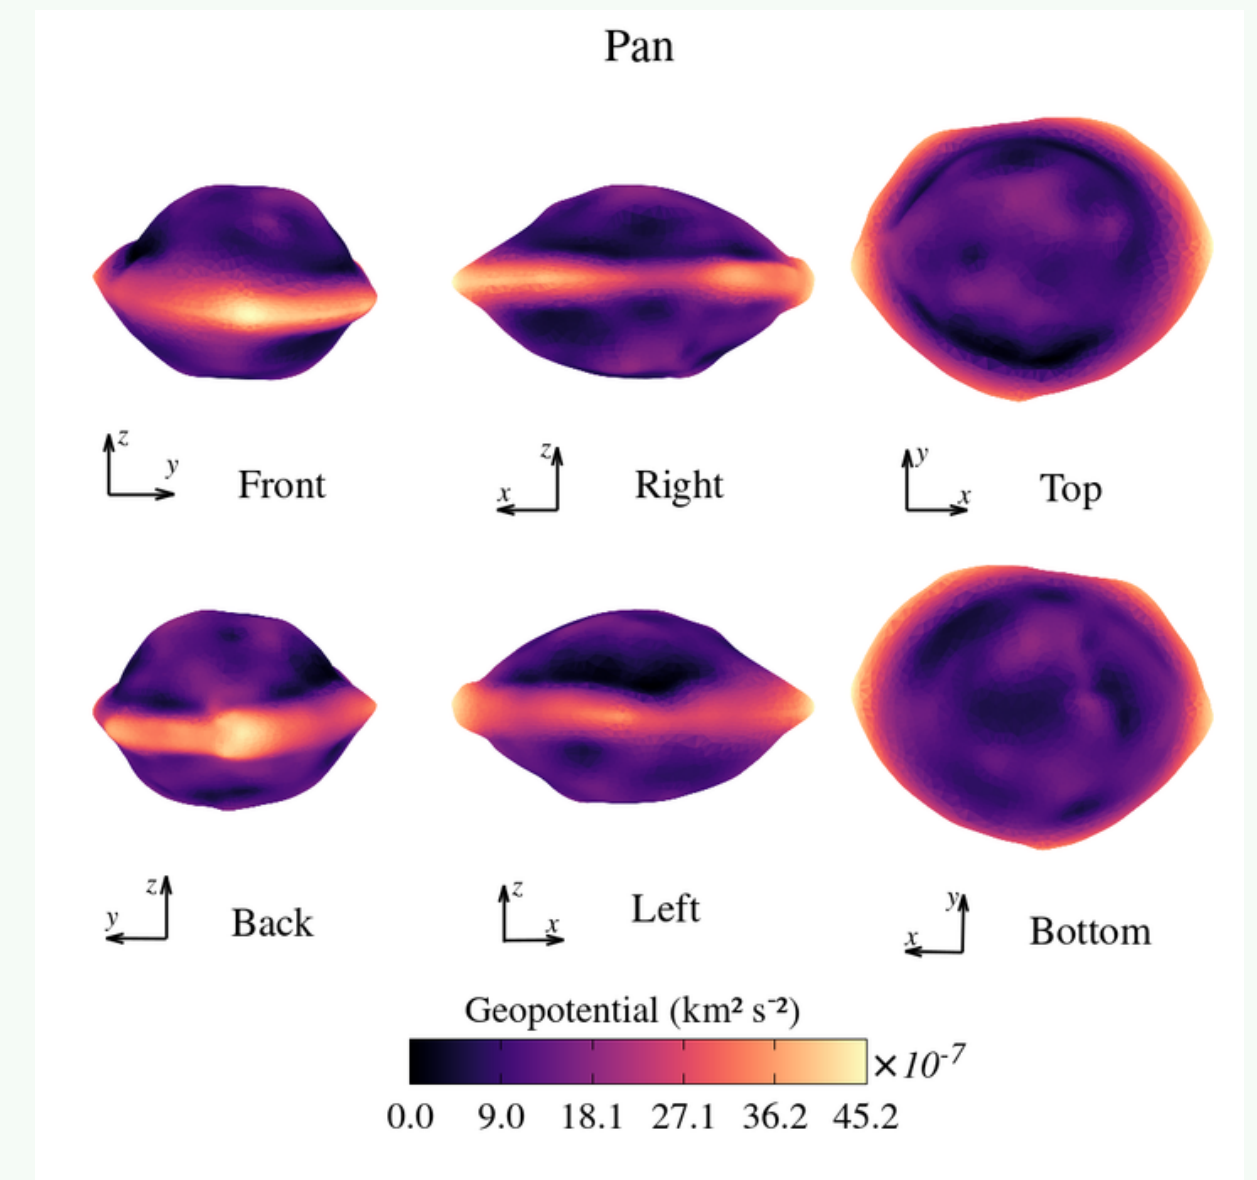 Pan
z
y
Front
z
x
Right
y
x
Top
z
y
Back
z
x
Left
y
x
Bottom
Geopotential (km² s⁻²)
×10⁻⁷
0.0 9.0 18.1 27.1 36.2 45.2